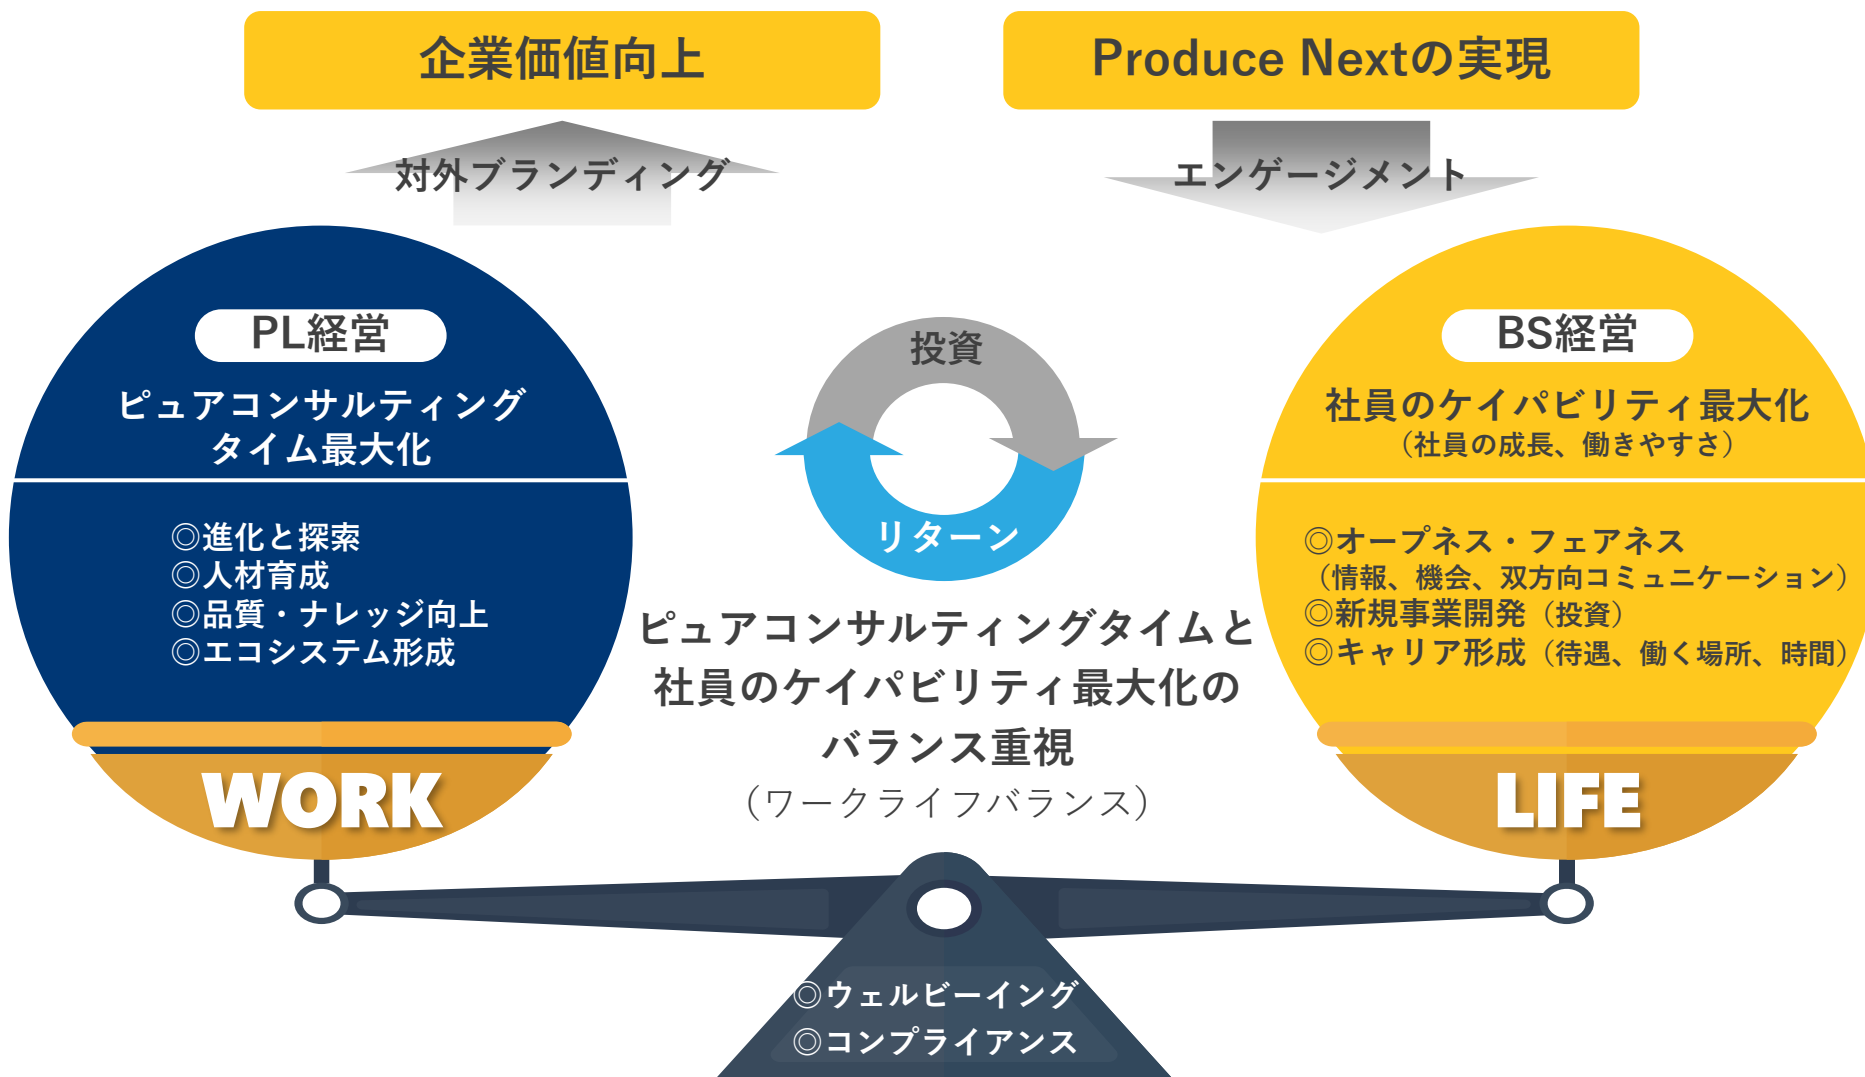 企業価値向上
Produce Nextの実現
対外ブランディング
エンゲージメント
PL経営
ピュアコンサルティング
タイム最大化
◎進化と探索
◎人材育成
◎品質・ナレッジ向上
◎エコシステム形成
WORK
投資
リターン
ピュアコンサルティングタイムと
社員のケイパビリティ最大化の
バランス重視
（ワークライフバランス）
BS経営
社員のケイパビリティ最大化
（社員の成長、働きやすさ）
◎オープネス・フェアネス
（情報、機会、双方向コミュニケーション）
◎新規事業開発（投資）
◎キャリア形成（待遇、働く場所、時間）
LIFE
◎ウェルビーイング
◎コンプライアンス